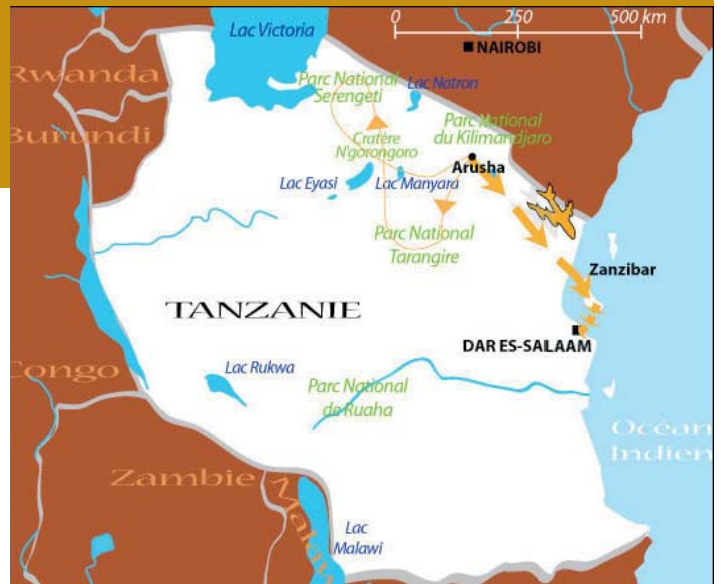 0 250 500 km
Lac Victoria
NAIROBI
Rwanda
Parc National
Serengeti
Lac Natron
Burundi
Parc National
du Kilimandjaro
Cratère
N'gorongoro
Arusha
Lac Eyasi
Lac Manyara
Parc National
Tarangire
Zanzibar
TANZANIE
DAR ES-SALAAM
Congo
Lac Rukwa
Parc National
de Ruaha
Océan
Indien
Zambie
Malawi
Lac
Malawi